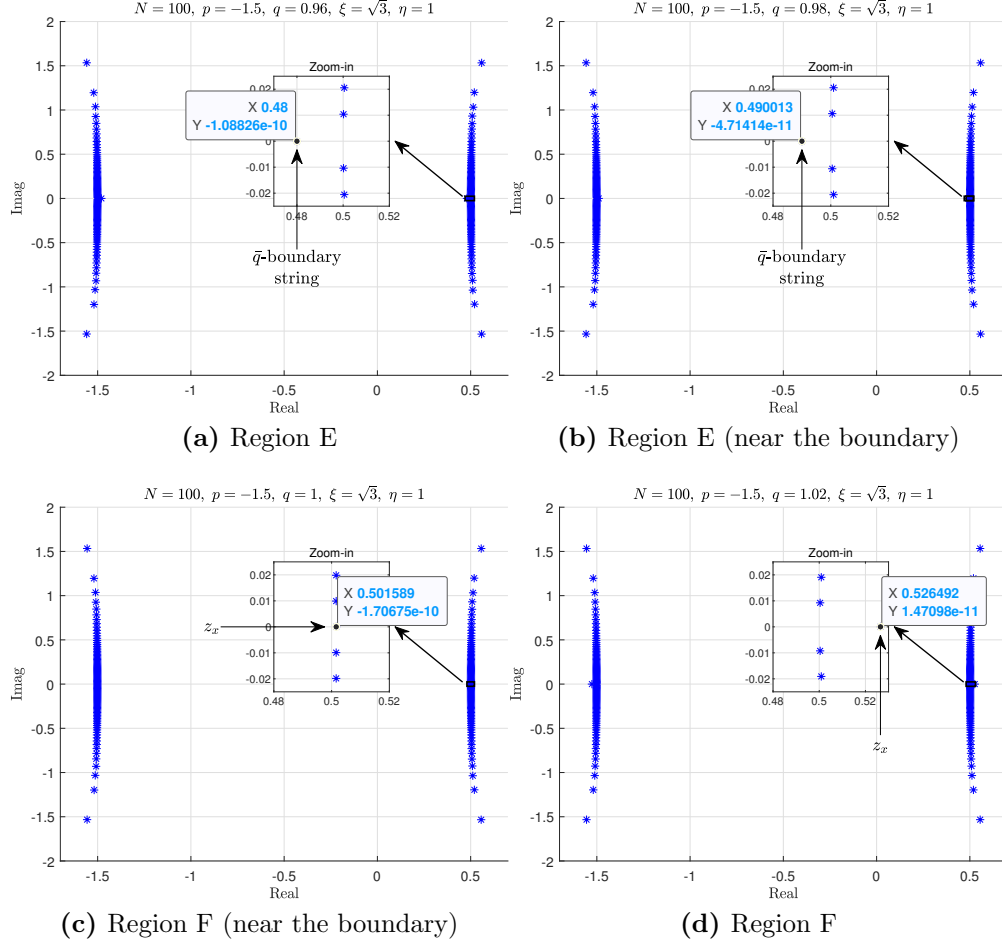 N = 100, p = −1.5, q = 0.96, ξ = √3, η = 1
2
1.5
1
0.5
0
-0.5
-1
-1.5
-2
Imag
-1.5 -1 -0.5 0 0.5
Real
Zoom-in
0.02
0
-0.01
-0.02
0.48 0.5 0.52
X 0.48
Y -1.08826e-10
q̄-boundary
string
(a) Region E
N = 100, p = −1.5, q = 0.98, ξ = √3, η = 1
2
1.5
1
0.5
0
-0.5
-1
-1.5
-2
Imag
-1.5 -1 -0.5 0 0.5
Real
Zoom-in
0.02
0
-0.01
-0.02
0.48 0.5 0.52
X 0.490013
Y -4.71414e-11
q̄-boundary
string
(b) Region E (near the boundary)
N = 100, p = −1.5, q = 1, ξ = √3, η = 1
2
1.5
1
0.5
0
-0.5
-1
-1.5
-2
Imag
-1.5 -1 -0.5 0 0.5
Real
Zoom-in
0.02
0.01
0
-0.01
-0.02
0.48 0.5 0.52
X 0.501589
Y -1.70675e-10
z_x
(c) Region F (near the boundary)
N = 100, p = −1.5, q = 1.02, ξ = √3, η = 1
2
1.5
1
0.5
0
-0.5
-1
-1.5
-2
Imag
-1.5 -1 -0.5 0 0.5
Real
Zoom-in
0.02
0.01
0
-0.01
-0.02
0.48 0.5 0.52
X 0.526492
Y 1.47098e-11
z_x
(d) Region F